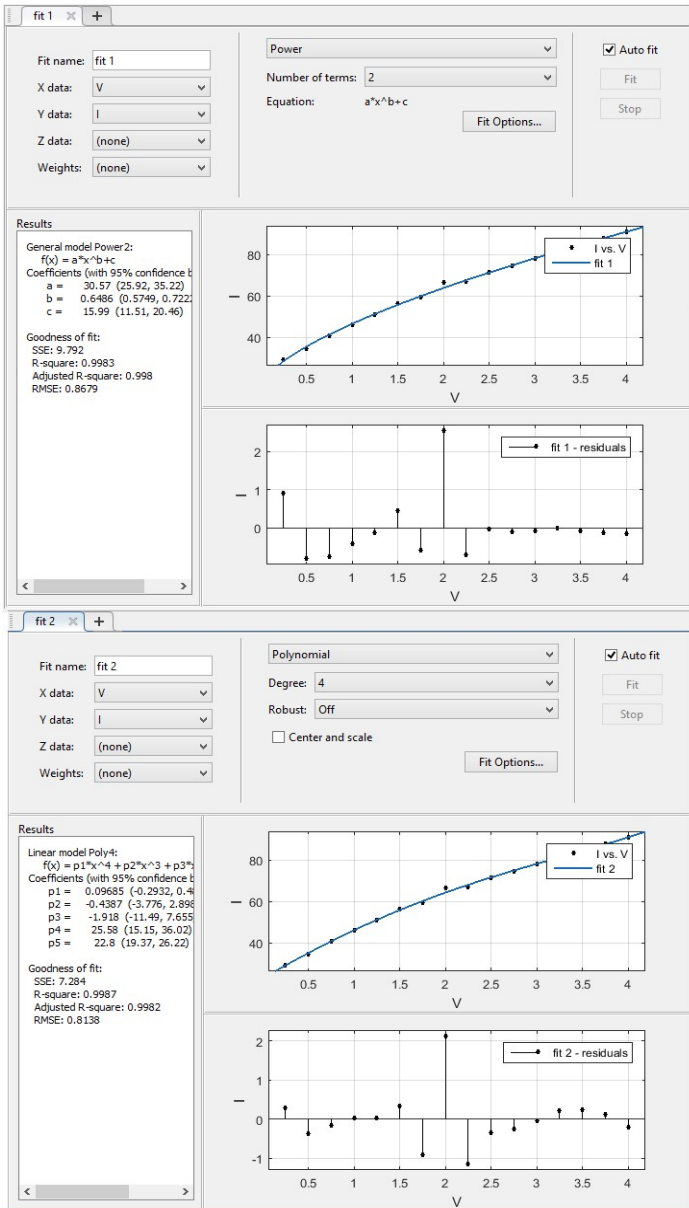 fit 1
+
Fit name: fit 1
X data: V
Y data: I
Z data: (none)
Weights: (none)
Power
Number of terms: 2
Equation: a*x^b+c
Fit Options...
Auto fit
Fit
Stop
Results
General model Power2:
f(x) = a*x^b+c
Coefficients (with 95% confidence b
a = 30.57 (25.92, 35.22)
b = 0.6486 (0.5749, 0.722
c = 15.99 (11.51, 20.46)
Goodness of fit:
SSE: 9.792
R-square: 0.9983
Adjusted R-square: 0.998
RMSE: 0.8679
I
80
60
40
I vs. V
fit 1
0.5 1 1.5 2 2.5 3 3.5 4
V
I
2
1
0
fit 1 - residuals
0.5 1 1.5 2 2.5 3 3.5 4
V
fit 2
+
Fit name: fit 2
X data: V
Y data: I
Z data: (none)
Weights: (none)
Polynomial
Degree: 4
Robust: Off
Center and scale
Fit Options...
Auto fit
Fit
Stop
Results
Linear model Poly4:
f(x) = p1*x^4 + p2*x^3 + p3*
Coefficients (with 95% confidence b
p1 = 0.09685 (-0.2932, 0.4
p2 = -0.4387 (-3.776, 2.898
p3 = -1.918 (-11.49, 7.655
p4 = 25.58 (15.15, 36.02)
p5 = 22.8 (19.37, 26.22)
Goodness of fit:
SSE: 7.284
R-square: 0.9987
Adjusted R-square: 0.9982
RMSE: 0.8138
I
80
60
40
I vs. V
fit 2
0.5 1 1.5 2 2.5 3 3.5 4
V
I
2
1
0
-1
fit 2 - residuals
0.5 1 1.5 2 2.5 3 3.5 4
V